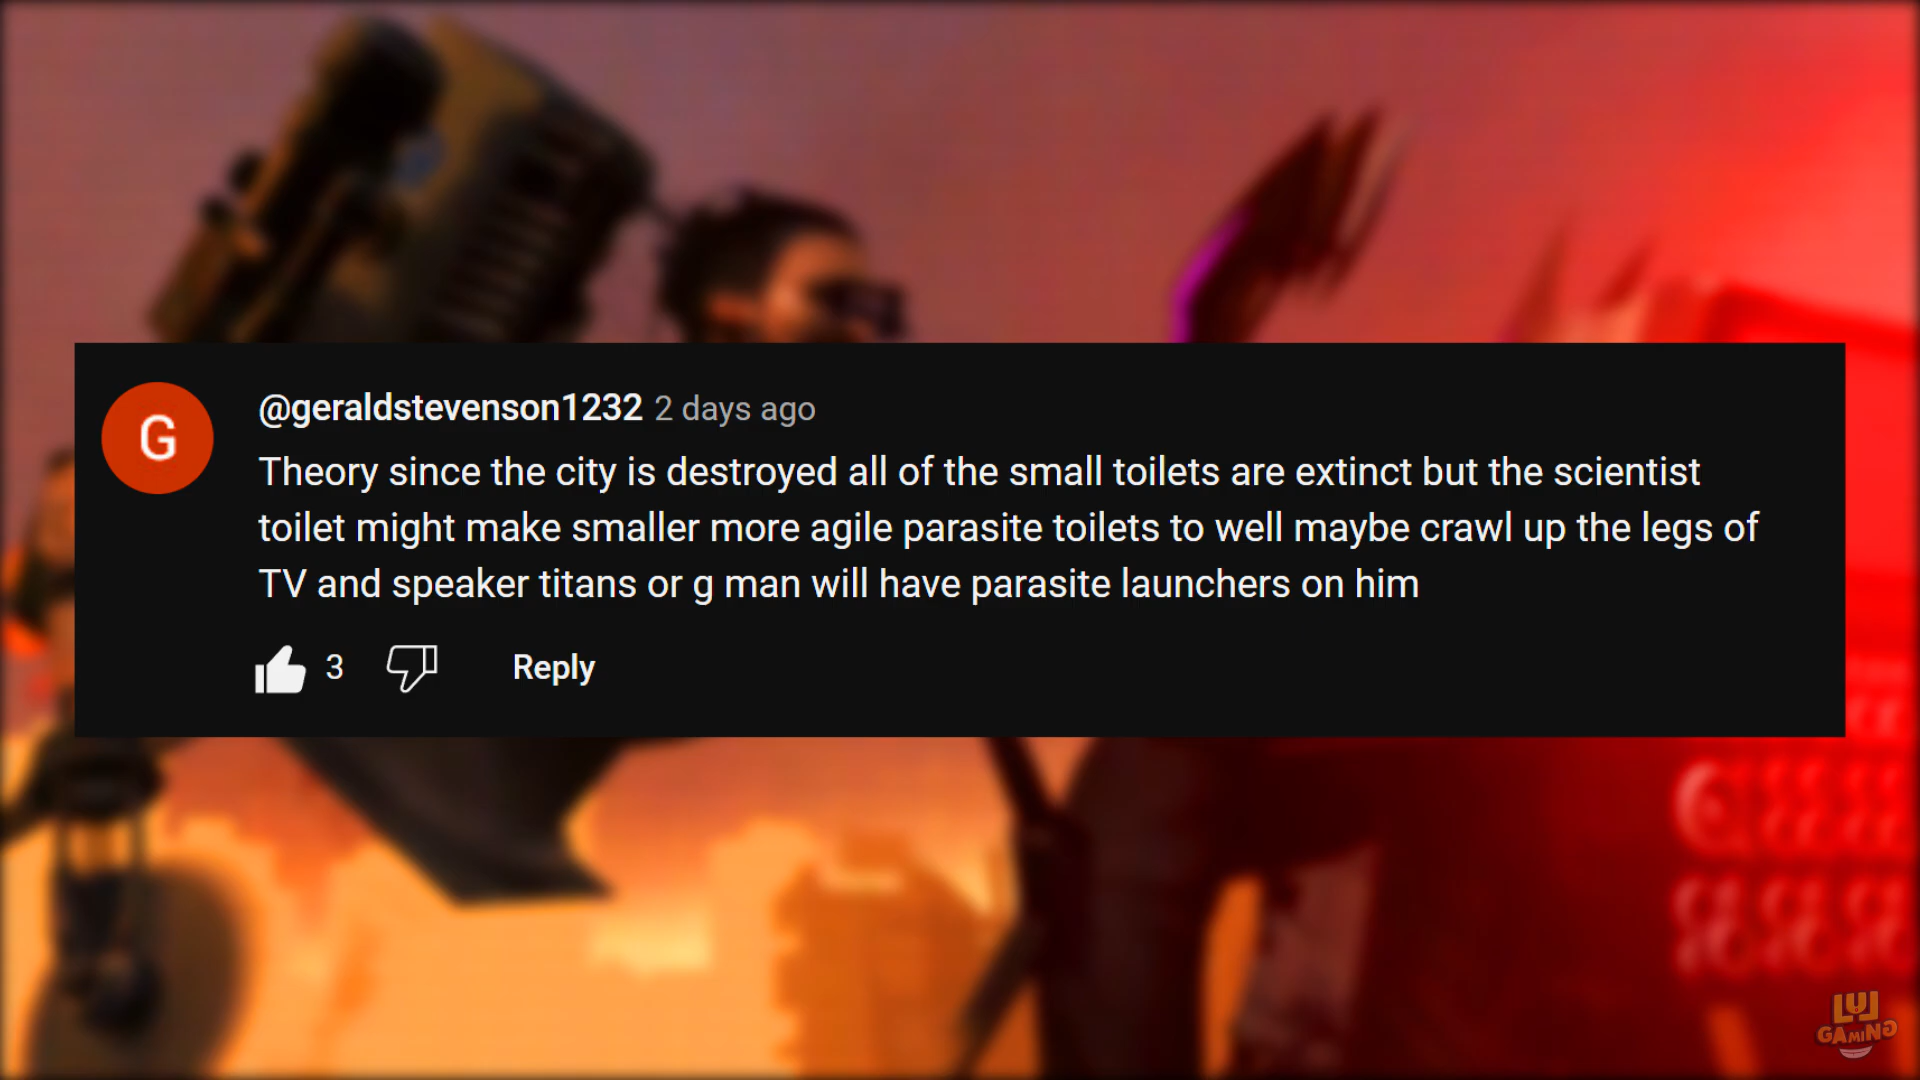 G
@geraldstevenson1232 2 days ago
Theory since the city is destroyed all of the small toilets are extinct but the scientist
toilet might make smaller more agile parasite toilets to well maybe crawl up the legs of
TV and speaker titans or g man will have parasite launchers on him
3 Reply
LUL
GAMING